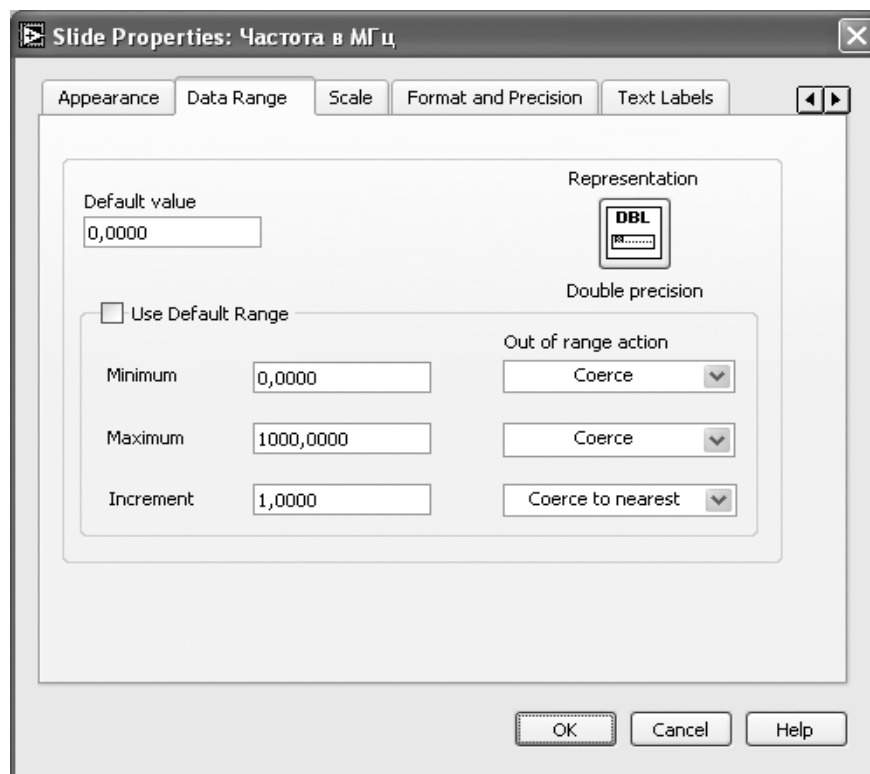 Slide Properties: Частота в МГц
Appearance Data Range Scale Format and Precision Text Labels
Representation
Default value
0,0000
DBL
Double precision
Use Default Range
Out of range action
Minimum 0,0000 Coerce
Maximum 1000,0000 Coerce
Increment 1,0000 Coerce to nearest
OK Cancel Help